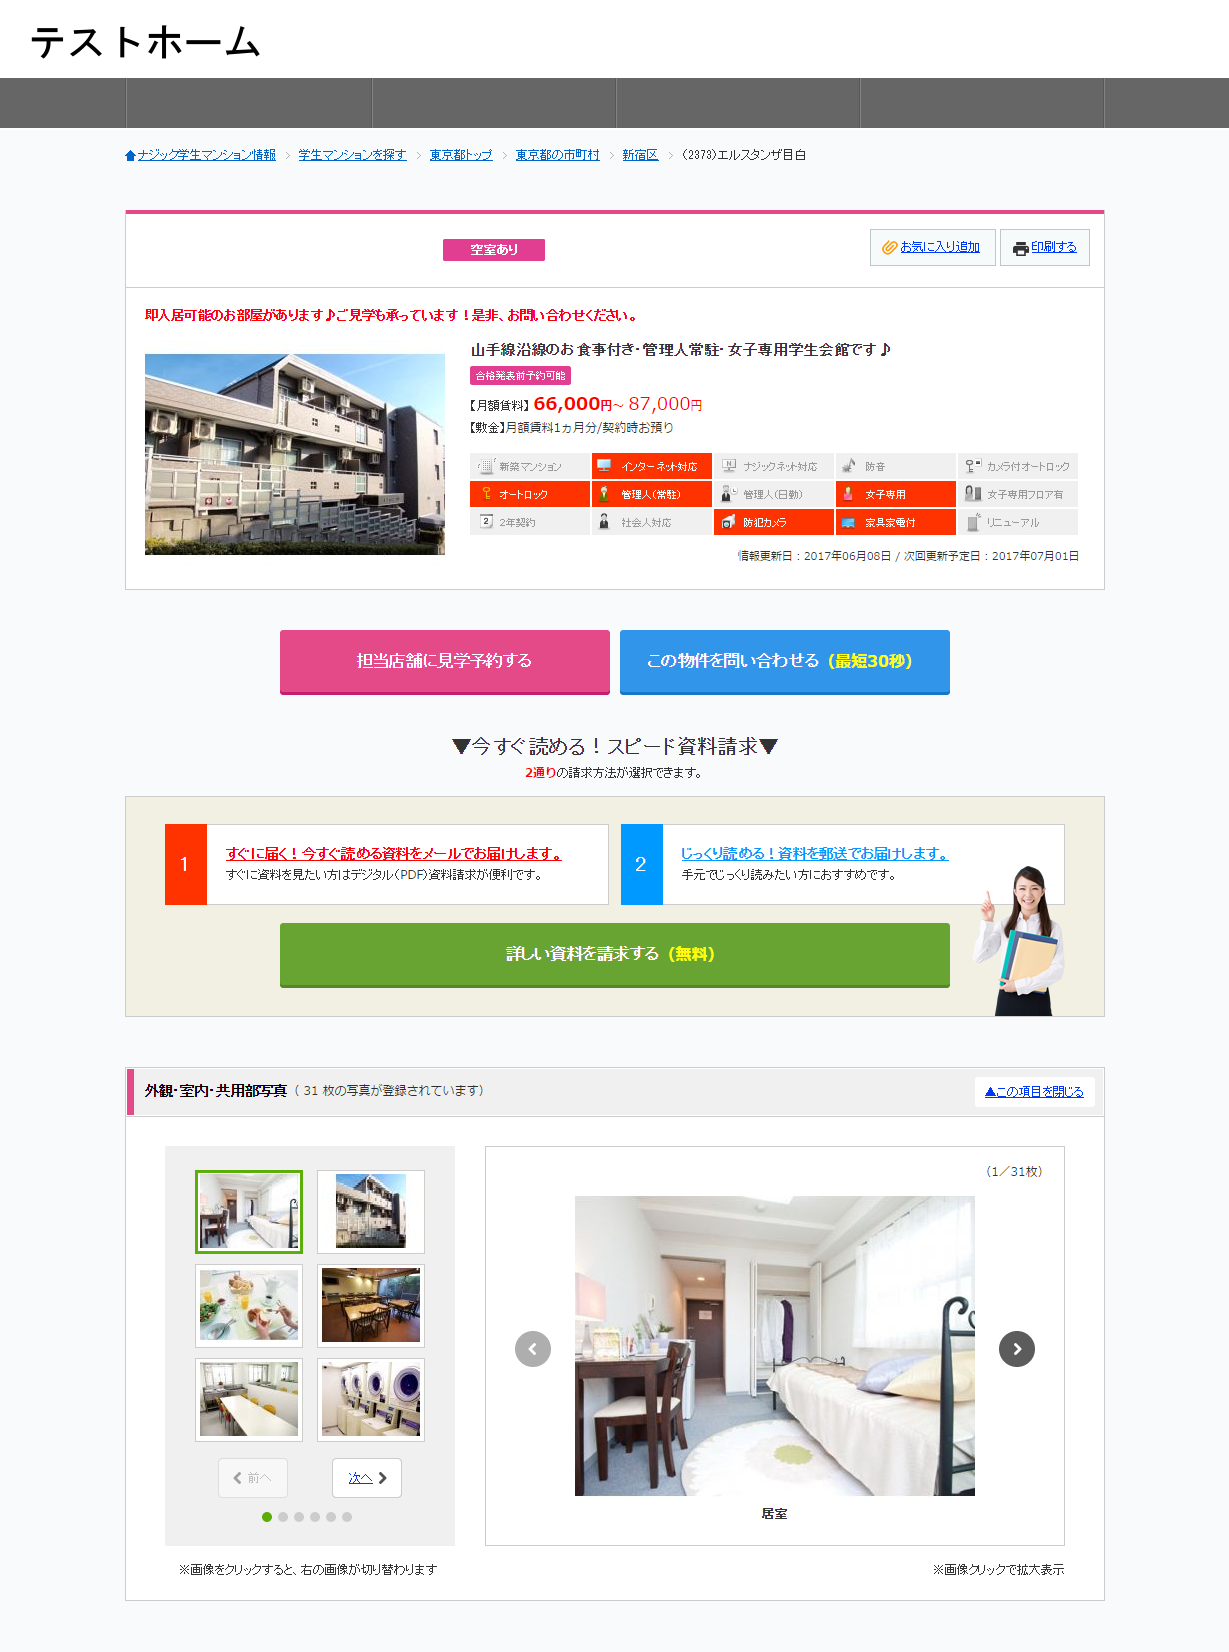 テストホーム
ナジック学生マンション情報 > 学生マンションを探す > 東京都トップ > 東京都の市町村 > 新宿区 > (2373)エルスタンザ目白
空室あり
お気に入り追加
印刷する
即入居可能のお部屋があります♪ご見学も承っています！是非、お問い合わせください。
山手線沿線のお食事付き・管理人常駐・女子専用学生会館です♪
合格発表前予約可能
【月額賃料】66,000円～87,000円
【敷金】月額賃料1ヵ月分/契約時お預り
新築マンション インターネット対応 ナジックネット対応 防音 カメラ付オートロック
オートロック 管理人(常駐) 管理人(日勤) 女子専用 女子専用フロア有
2 2年契約 社会人対応 防犯カメラ 家具家電付 リニューアル
情報更新日：2017年06月08日 / 次回更新予定日：2017年07月01日
担当店舗に見学予約する
この物件を問い合わせる（最短30秒）
▼今すぐ読める！スピード資料請求▼
2通りの請求方法が選択できます。
1
すぐに届く！今すぐ読める資料をメールでお届けします。
すぐに資料を見たい方はデジタル(PDF)資料請求が便利です。
2
じっくり読める！資料を郵送でお届けします。
手元でじっくり読みたい方におすすめです。
詳しい資料を請求する（無料）
外観・室内・共用部写真（ 31 枚の写真が登録されています）
▲この項目を閉じる
（1／31枚）
前へ
次へ
居室
※画像をクリックすると、右の画像が切り替わります
※画像クリックで拡大表示